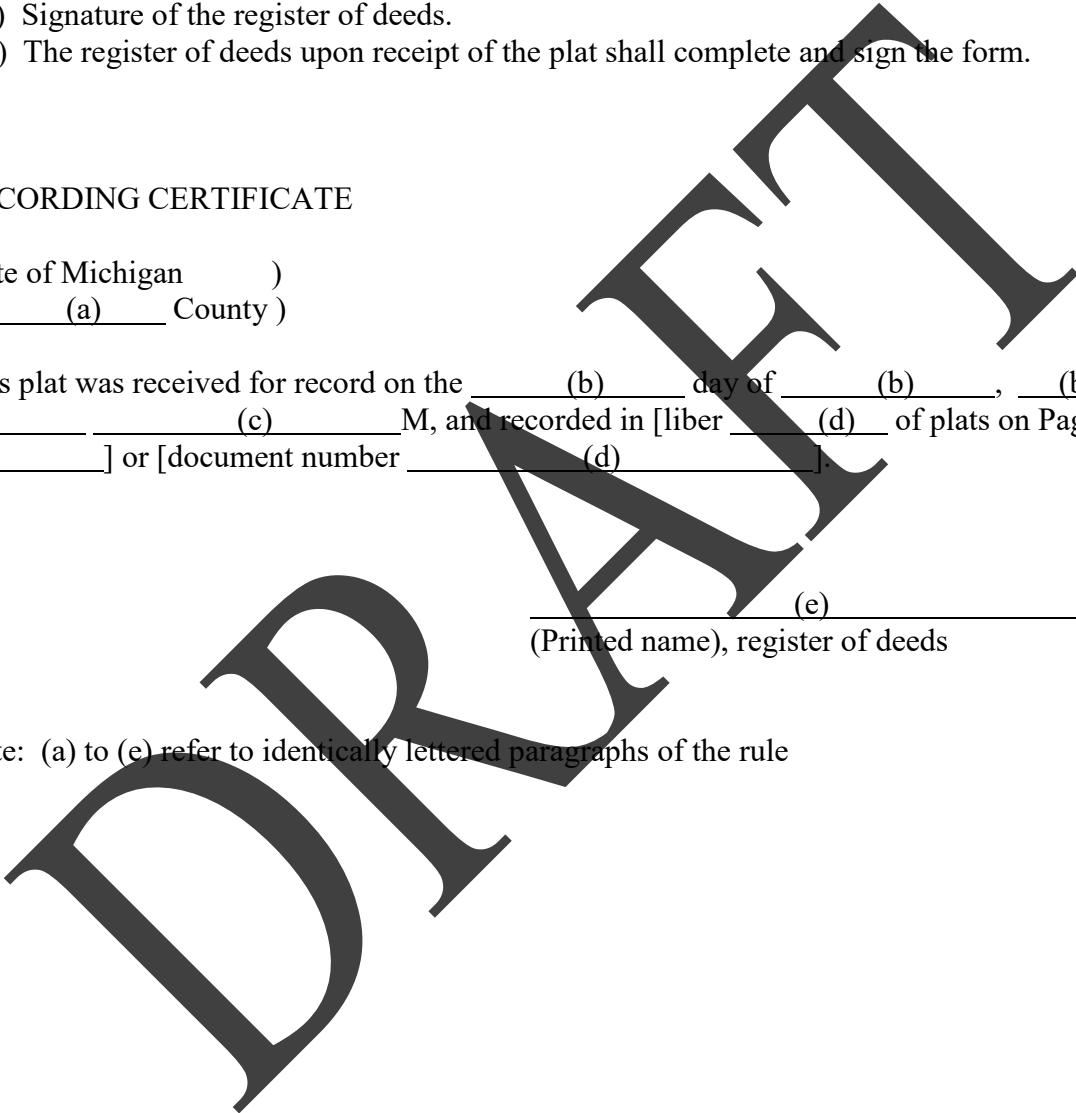 ) Signature of the register of deeds.
) The register of deeds upon receipt of the plat shall complete and sign the form.
CORDING CERTIFICATE
te of Michigan )
(a) County )
s plat was received for record on the (b) day of (b) , (b
(c) M, and recorded in [liber (d) of plats on Pag
] or [document number (d) ].
(e)
(Printed name), register of deeds
te: (a) to (e) refer to identically lettered paragraphs of the rule
DRAFT